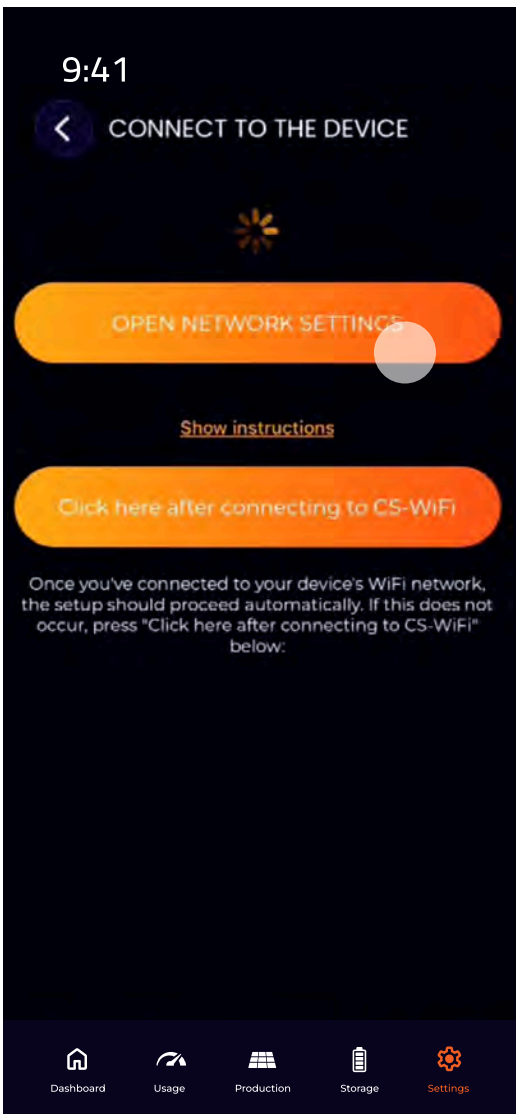 9:41
CONNECT TO THE DEVICE
OPEN NETWORK SETTINGS
Show instructions
Click here after connecting to CS-WiFi
Once you've connected to your device's WiFi network,
the setup should proceed automatically. If this does not
occur, press "Click here after connecting to CS-WiFi"
below:
Dashboard Usage Production Storage Settings